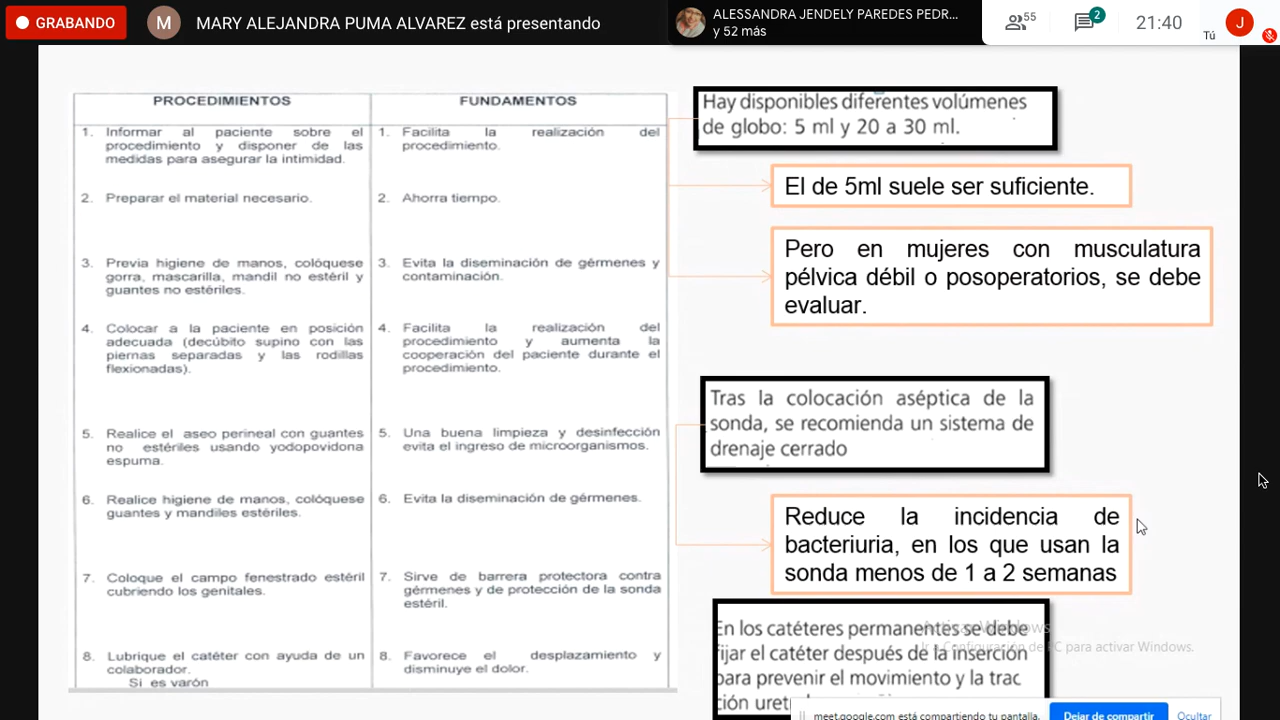 GRABANDO
M
MARY ALEJANDRA PUMA ALVAREZ está presentando
ALESSANDRA JENDELY PAREDES PEDR...
y 52 más
55
2
21:40
Tú
J
PROCEDIMIENTOS
1. Informar al paciente sobre el
procedimiento y disponer de las
medidas para asegurar la intimidad.
2. Preparar el material necesario.
3. Previa higiene de manos, colóquese
gorra, mascarilla, mandil no estéril y
guantes no estériles.
4. Colocar a la paciente en posición
adecuada (decúbito supino con las
piernas separadas y las rodillas
flexionadas).
5. Realice el aseo perineal con guantes
no estériles usando yodopovidona
espuma.
6. Realice higiene de manos, colóquese
guantes y mandiles estériles.
7. Coloque el campo fenestrado estéril
cubriendo los genitales.
8. Lubrique el catéter con ayuda de un
colaborador.
Si es varón
FUNDAMENTOS
1. Facilita la realización del
procedimiento.
2. Ahorra tiempo.
3. Evita la diseminación de gérmenes y
contaminación.
4. Facilita la realización del
procedimiento y aumenta la
cooperación del paciente durante el
procedimiento.
5. Una buena limpieza y desinfección
evita el ingreso de microorganismos.
6. Evita la diseminación de gérmenes.
7. Sirve de barrera protectora contra
gérmenes y de protección de la sonda
estéril.
8. Favorece el desplazamiento y
disminuye el dolor.
Hay disponibles diferentes volúmenes
de globo: 5 ml y 20 a 30 ml.
El de 5ml suele ser suficiente.
Pero en mujeres con musculatura
pélvica débil o posoperatorios, se debe
evaluar.
Tras la colocación aséptica de la
sonda, se recomienda un sistema de
drenaje cerrado
Reduce la incidencia de
bacteriuria, en los que usan la
sonda menos de 1 a 2 semanas
En los catéteres permanentes se debe
fijar el catéter después de la inserción
para prevenir el movimiento y la trac
ción
Activar Windows
Ir a Configuración de PC para activar Windows.
meet.google.com está compartiendo tu pantalla.
Dejar de compartir
Ocultar